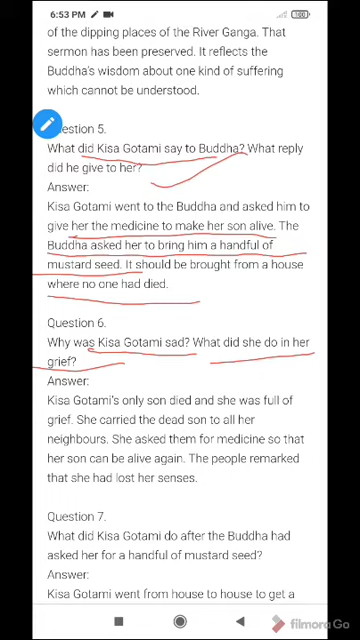 6:53 PM
100
of the dipping places of the River Ganga. That
sermon has been preserved. It reflects the
Buddha's wisdom about one kind of suffering
which cannot be understood.
estion 5.
What did Kisa Gotami say to Buddha? What reply
did he give to her?
Answer:
Kisa Gotami went to the Buddha and asked him to
give her the medicine to make her son alive. The
Buddha asked her to bring him a handful of
mustard seed. It should be brought from a house
where no one had died.
Question 6.
Why was Kisa Gotami sad? What did she do in her
grief?
Answer:
Kisa Gotami's only son died and she was full of
grief. She carried the dead son to all her
neighbours. She asked them for medicine so that
her son can be alive again. The people remarked
that she had lost her senses.
Question 7.
What did Kisa Gotami do after the Buddha had
asked her for a handful of mustard seed?
Answer:
Kisa Gotami went from house to house to get a
filmora Go